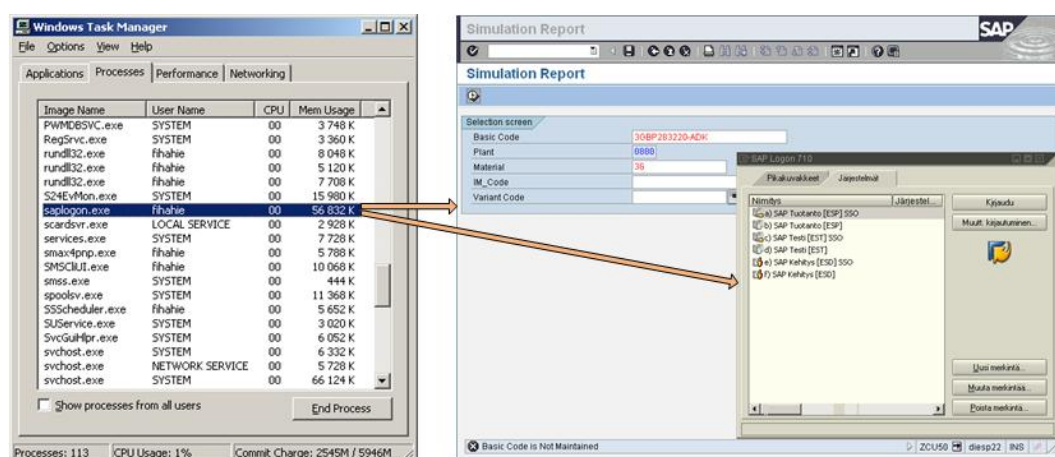 Windows Task Manager
File Options View Help
Applications Processes Performance Networking
Image Name User Name CPU Mem Usage
PWMDBSVC.exe SYSTEM 00 3 748 K
RegSrvc.exe SYSTEM 00 3 360 K
rundll32.exe fihahie 00 8 048 K
rundll32.exe fihahie 00 5 120 K
rundll32.exe fihahie 00 7 708 K
S24EvMon.exe SYSTEM 00 15 980 K
saplogon.exe fihahie 00 56 832 K
scardsvr.exe LOCAL SERVICE 00 2 928 K
services.exe SYSTEM 00 7 728 K
smax4pnp.exe fihahie 00 5 788 K
SMSCliUI.exe fihahie 00 10 068 K
smss.exe SYSTEM 00 444 K
spoolsv.exe SYSTEM 00 11 368 K
SSScheduler.exe fihahie 00 5 652 K
SUService.exe SYSTEM 00 3 020 K
SvcGuiHlpr.exe SYSTEM 00 6 052 K
svchost.exe SYSTEM 00 6 332 K
svchost.exe NETWORK SERVICE 00 5 728 K
svchost.exe SYSTEM 00 66 124 K
Show processes from all users
End Process
Processes: 113 CPU Usage: 1% Commit Charge: 2545M / 5946M
Simulation Report
SAP
Simulation Report
Selection screen
Basic Code 3GBP283220-ADK
Plant 0880
Material 3G
IM_Code
Variant Code
SAP Logon 710
Pikakuvakkeet Järjestelmät
Nimitys Järjestel...
a) SAP Tuotanto [ESP] SSO
b) SAP Tuotanto [ESP]
c) SAP Testi [EST] SSO
d) SAP Testi [EST]
e) SAP Kehitys [ESD] SSO
f) SAP Kehitys [ESD]
Kirjaudu
Muutt. kirjautuminen...
Uusi merkintä...
Muuta merkintää...
Poista merkintä...
Basic Code is Not Maintained
ZCU50 diesp22 INS